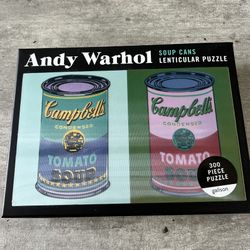 Andy Warhol
SOUP CANS
LENTICULAR PUZZLE
Campbell's
CONDENSED
TOMATO
SOUP
Campbell's
CONDENSED
TOMATO
SOUP
300
PIECE
PUZZLE
galison